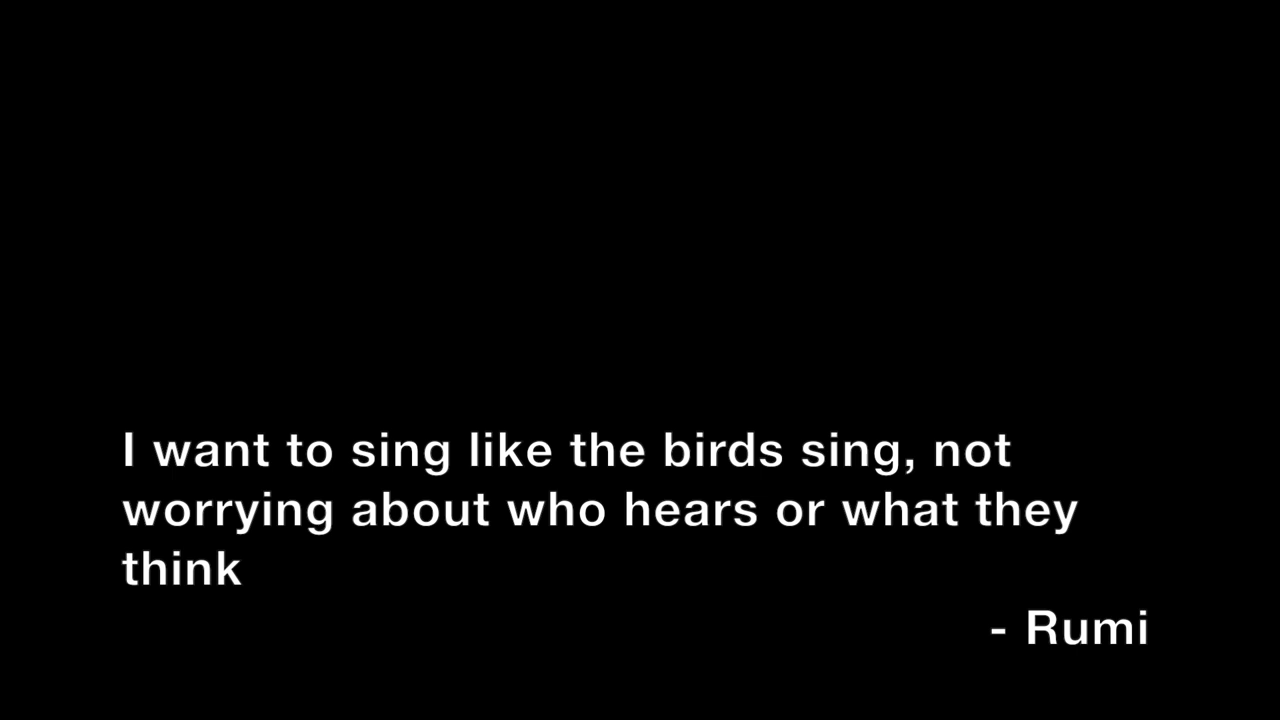 I want to sing like the birds sing, not
worrying about who hears or what they
think
- Rumi